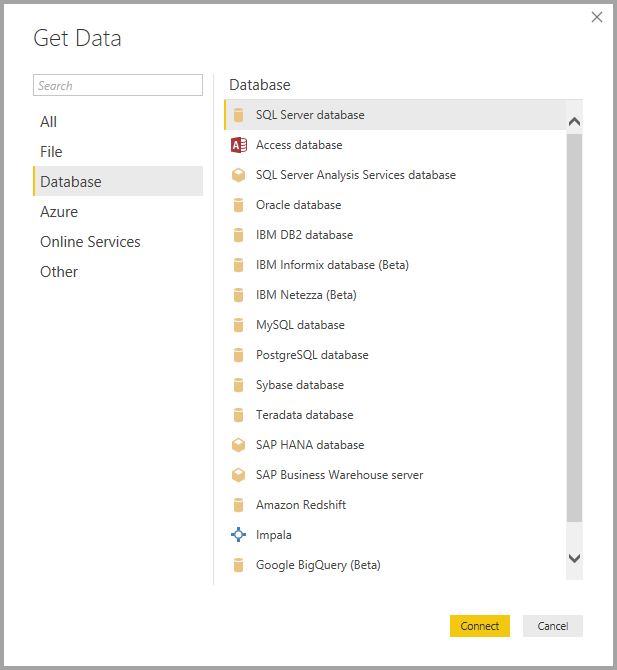 Get Data
Search
All
File
Database
Azure
Online Services
Other
Database
SQL Server database
A
Access database
SQL Server Analysis Services database
Oracle database
IBM DB2 database
IBM Informix database (Beta)
IBM Netezza (Beta)
MySQL database
PostgreSQL database
Sybase database
Teradata database
SAP HANA database
SAP Business Warehouse server
Amazon Redshift
Impala
Google BigQuery (Beta)
Connect
Cancel